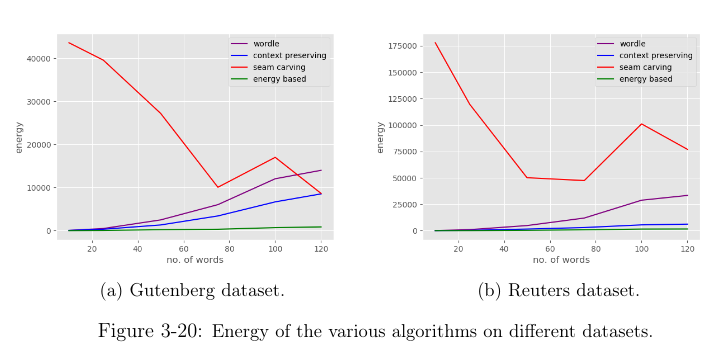 wordle
context preserving
seam carving
energy based
energy
40000
30000
20000
10000
0
20 40 60 80 100 120
no. of words
(a) Gutenberg dataset.
wordle
context preserving
seam carving
energy based
energy
175000
150000
125000
100000
75000
50000
25000
0
20 40 60 80 100 120
no. of words
(b) Reuters dataset.
Figure 3-20: Energy of the various algorithms on different datasets.